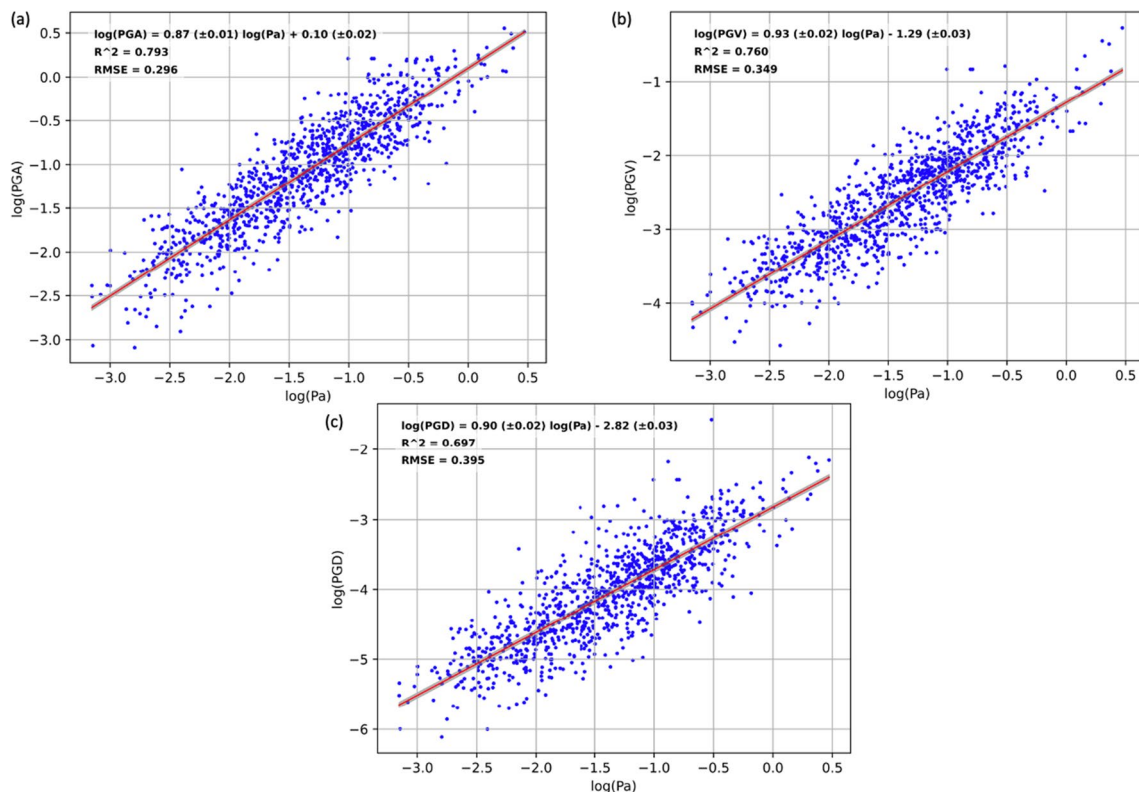 (a)
log(PGA) = 0.87 (±0.01) log(Pa) + 0.10 (±0.02)
R^2 = 0.793
RMSE = 0.296
0.5
0.0
−0.5
−1.0
−1.5
−2.0
−2.5
−3.0
log(PGA)
−3.0 −2.5 −2.0 −1.5 −1.0 −0.5 0.0 0.5
log(Pa)
(b)
log(PGV) = 0.93 (±0.02) log(Pa) - 1.29 (±0.03)
R^2 = 0.760
RMSE = 0.349
−1
−2
−3
−4
log(PGV)
−3.0 −2.5 −2.0 −1.5 −1.0 −0.5 0.0 0.5
log(Pa)
(c)
log(PGD) = 0.90 (±0.02) log(Pa) - 2.82 (±0.03)
R^2 = 0.697
RMSE = 0.395
−2
−3
−4
−5
−6
log(PGD)
−3.0 −2.5 −2.0 −1.5 −1.0 −0.5 0.0 0.5
log(Pa)